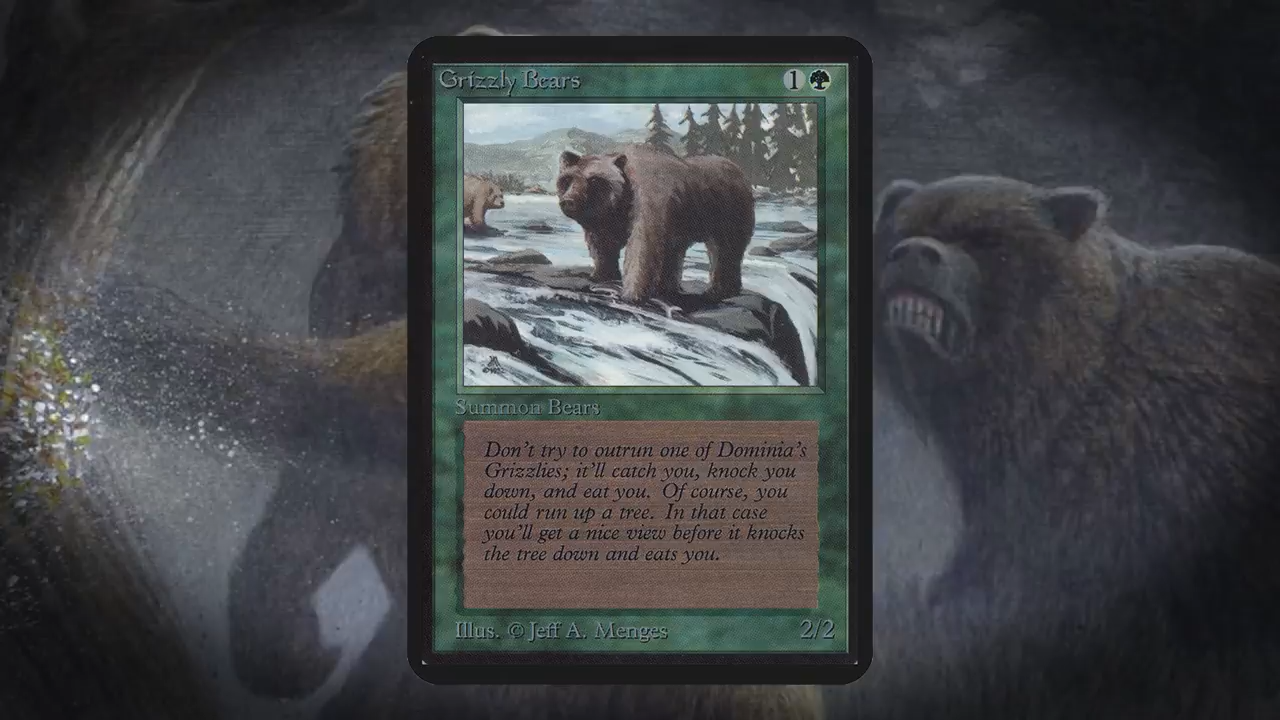 Grizzly Bears 1
Summon Bears
Don't try to outrun one of Dominia's
Grizzlies; it'll catch you, knock you
down, and eat you. Of course, you
could run up a tree. In that case
you'll get a nice view before it knocks
the tree down and eats you.
Illus. © Jeff A. Menges 2/2